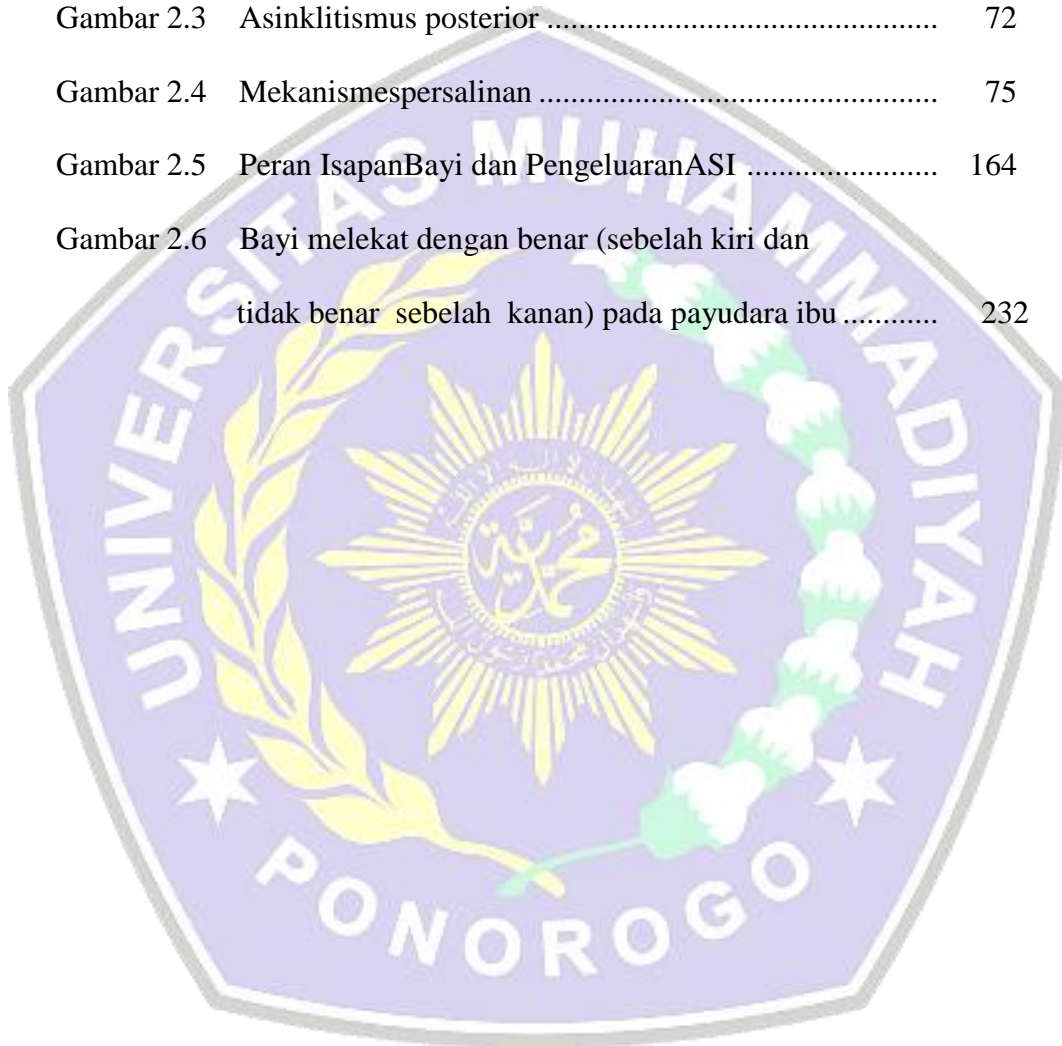 Gambar 2.3 Asinklitismus posterior ................................................. 72
Gambar 2.4 Mekanismespersalinan .................................................. 75
Gambar 2.5 Peran IsapanBayi dan PengeluaranASI ........................ 164
Gambar 2.6 Bayi melekat dengan benar (sebelah kiri dan
tidak benar sebelah kanan) pada payudara ibu ............ 232
UNIVERSITAS MUHAMMADIYAH
PONOROGO
محمدية